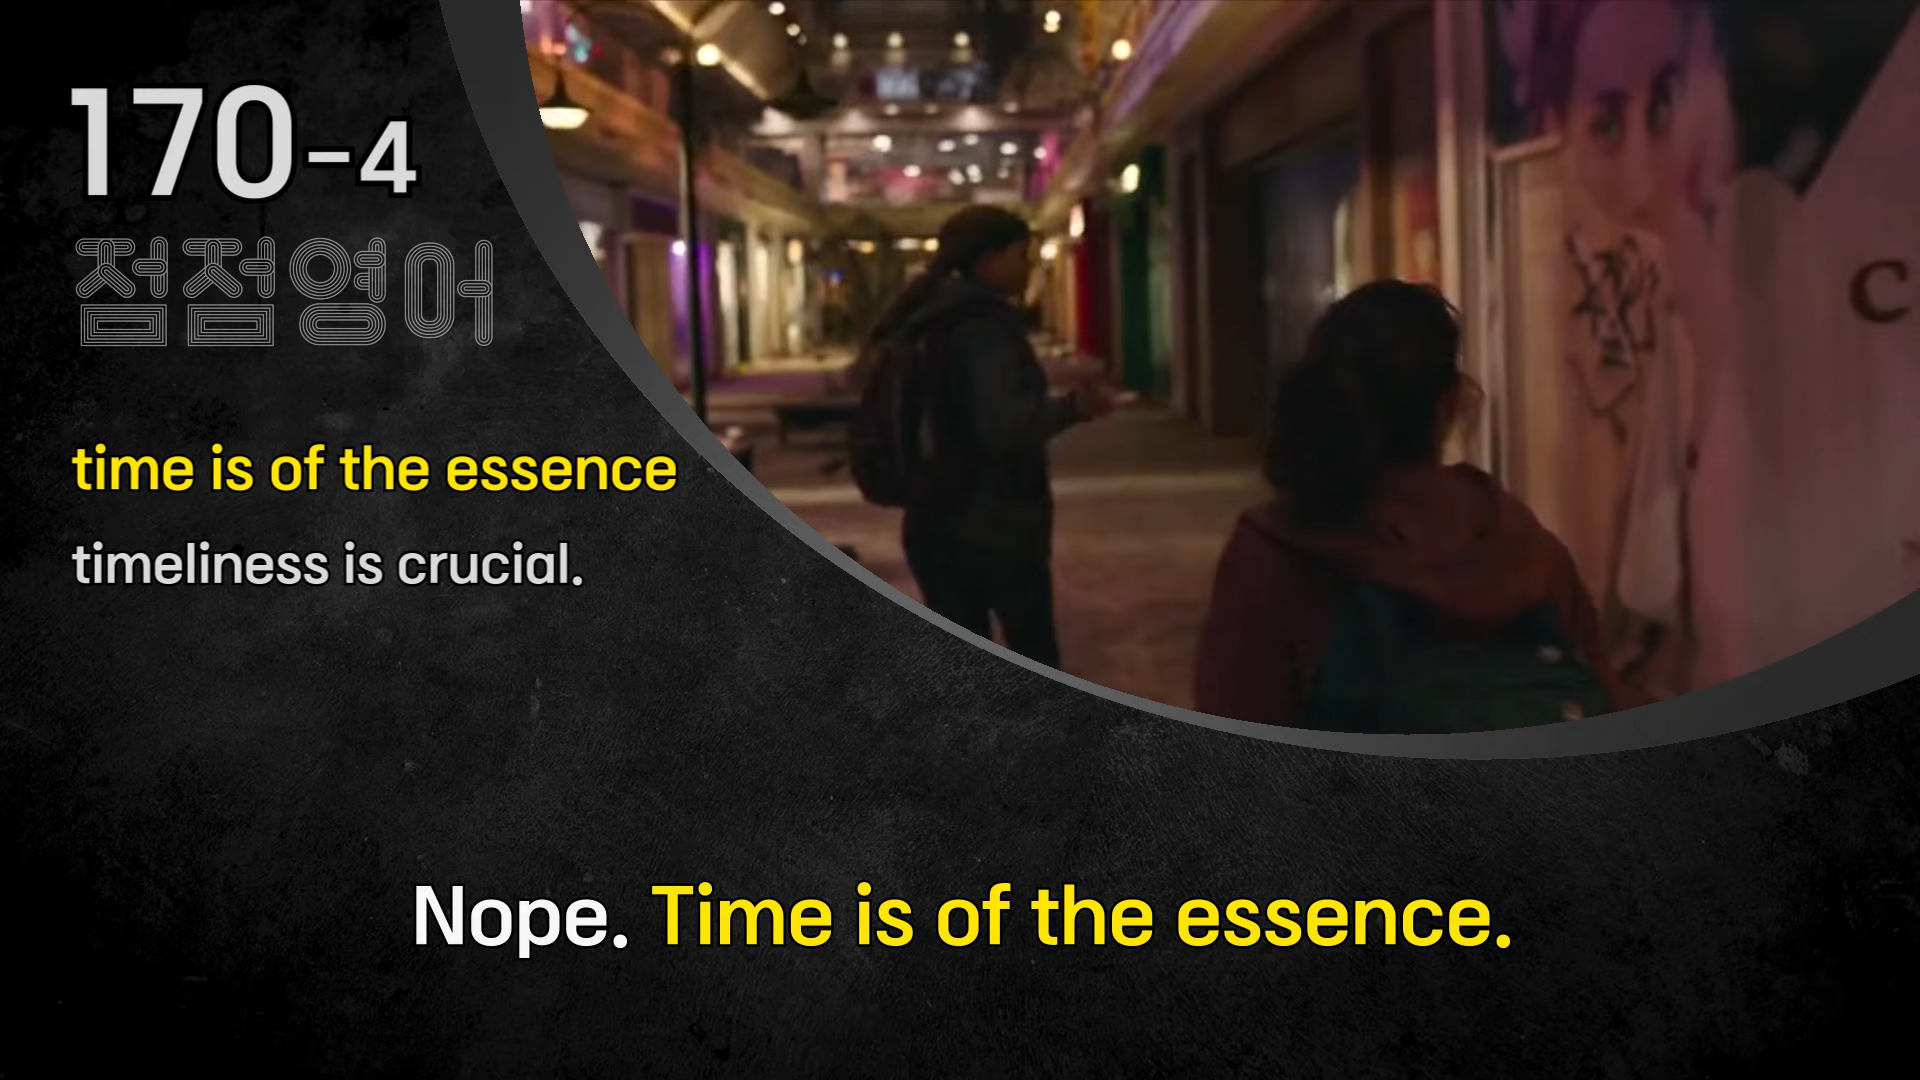 170-4
점점영어
time is of the essence
timeliness is crucial.
C
Nope. Time is of the essence.